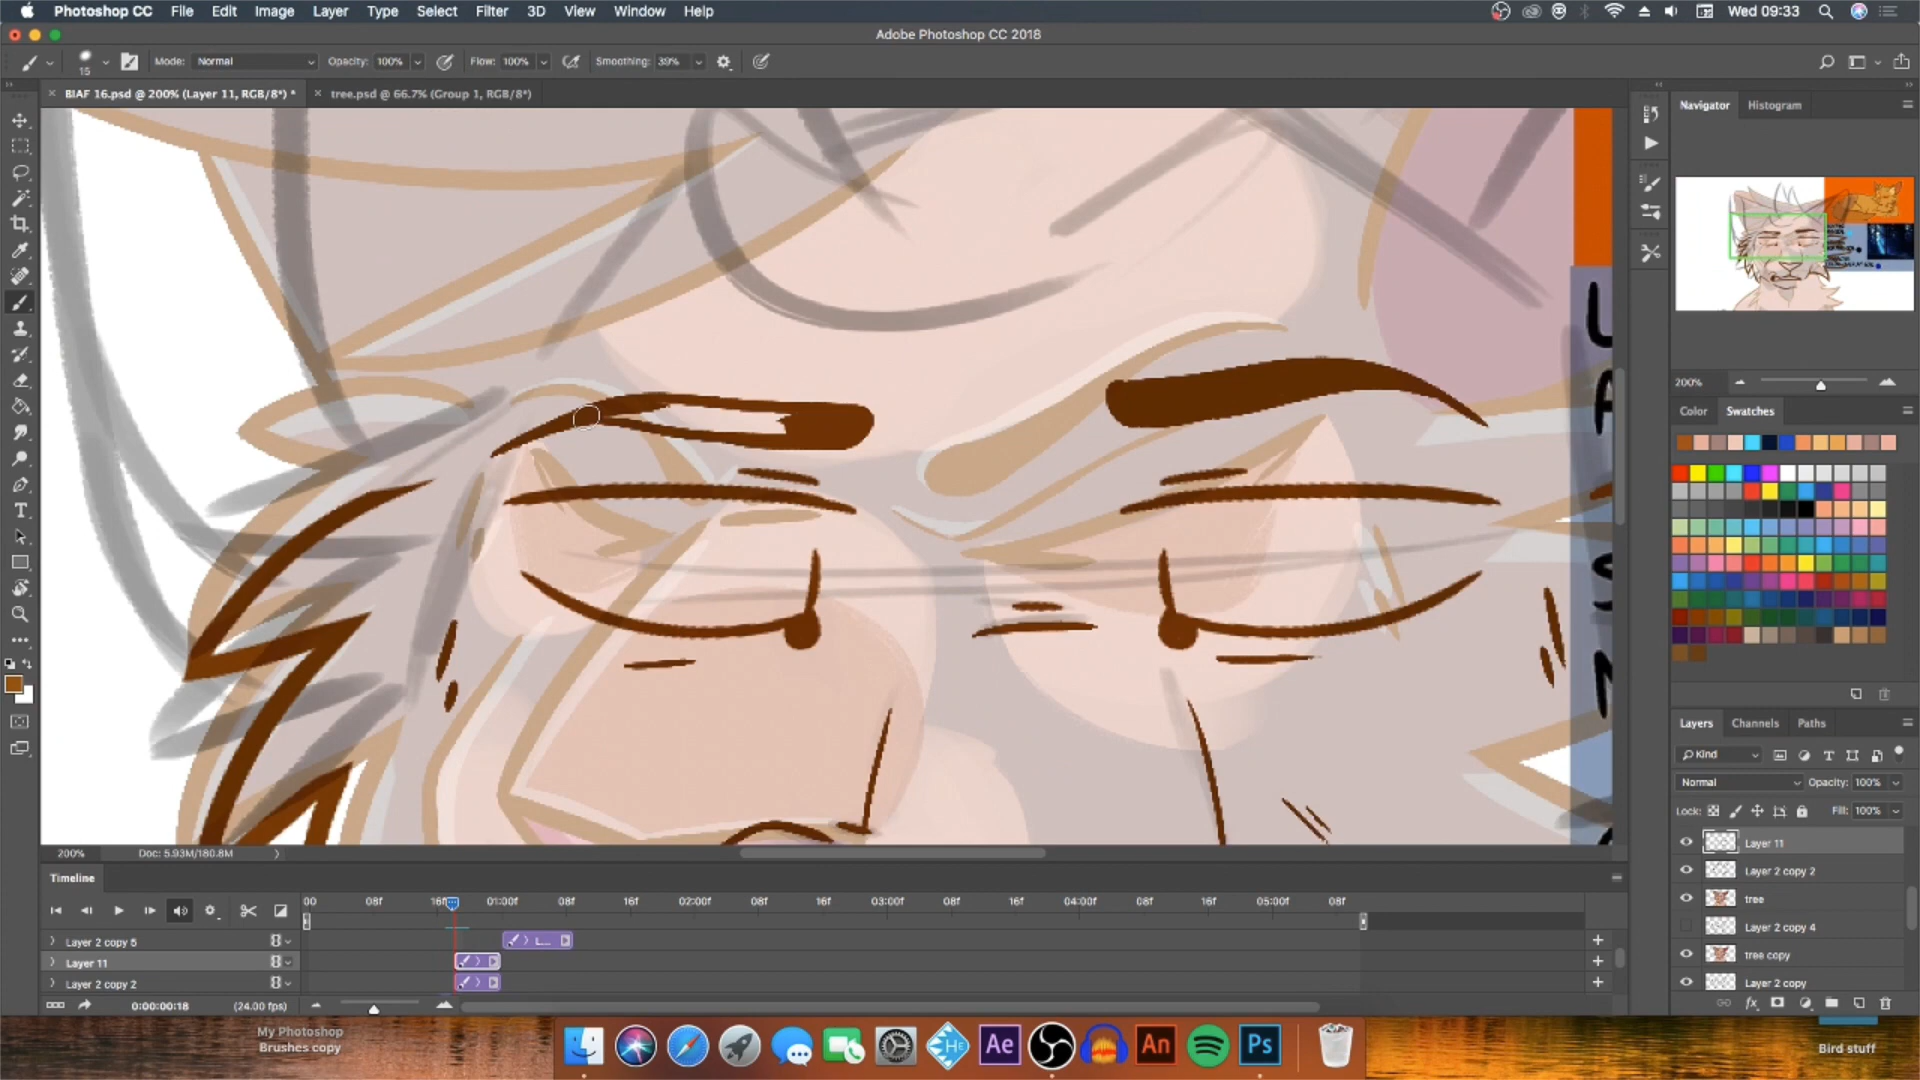 Photoshop CC File Edit Image Layer Type Select Filter 3D View Window Help Wed 09:33
Adobe Photoshop CC 2018
15 Mode: Normal Opacity: 100% Flow: 100% Smoothing: 39%
× BIAF 16.psd @ 200% (Layer 11, RGB/8*) * × tree.psd @ 66.7% (Group 1, RGB/8*)
Navigator Histogram
200%
Color Swatches
Layers Channels Paths
Kind
Normal Opacity: 100%
Lock: Fill: 100%
Layer 11
Layer 2 copy 2
tree
Layer 2 copy 4
tree copy
Layer 2 copy
200% Doc: 5.93M/180.8M
Timeline
00 08f 16f 01:00f 08f 16f 02:00f 08f 16f 03:00f 08f 16f 04:00f 08f 16f 05:00f 08f
Layer 2 copy 5 L...
Layer 11
Layer 2 copy 2
0:00:00:18 (24.00 fps)
My Photoshop
Brushes copy
HE Ae An Ps
Bird stuff